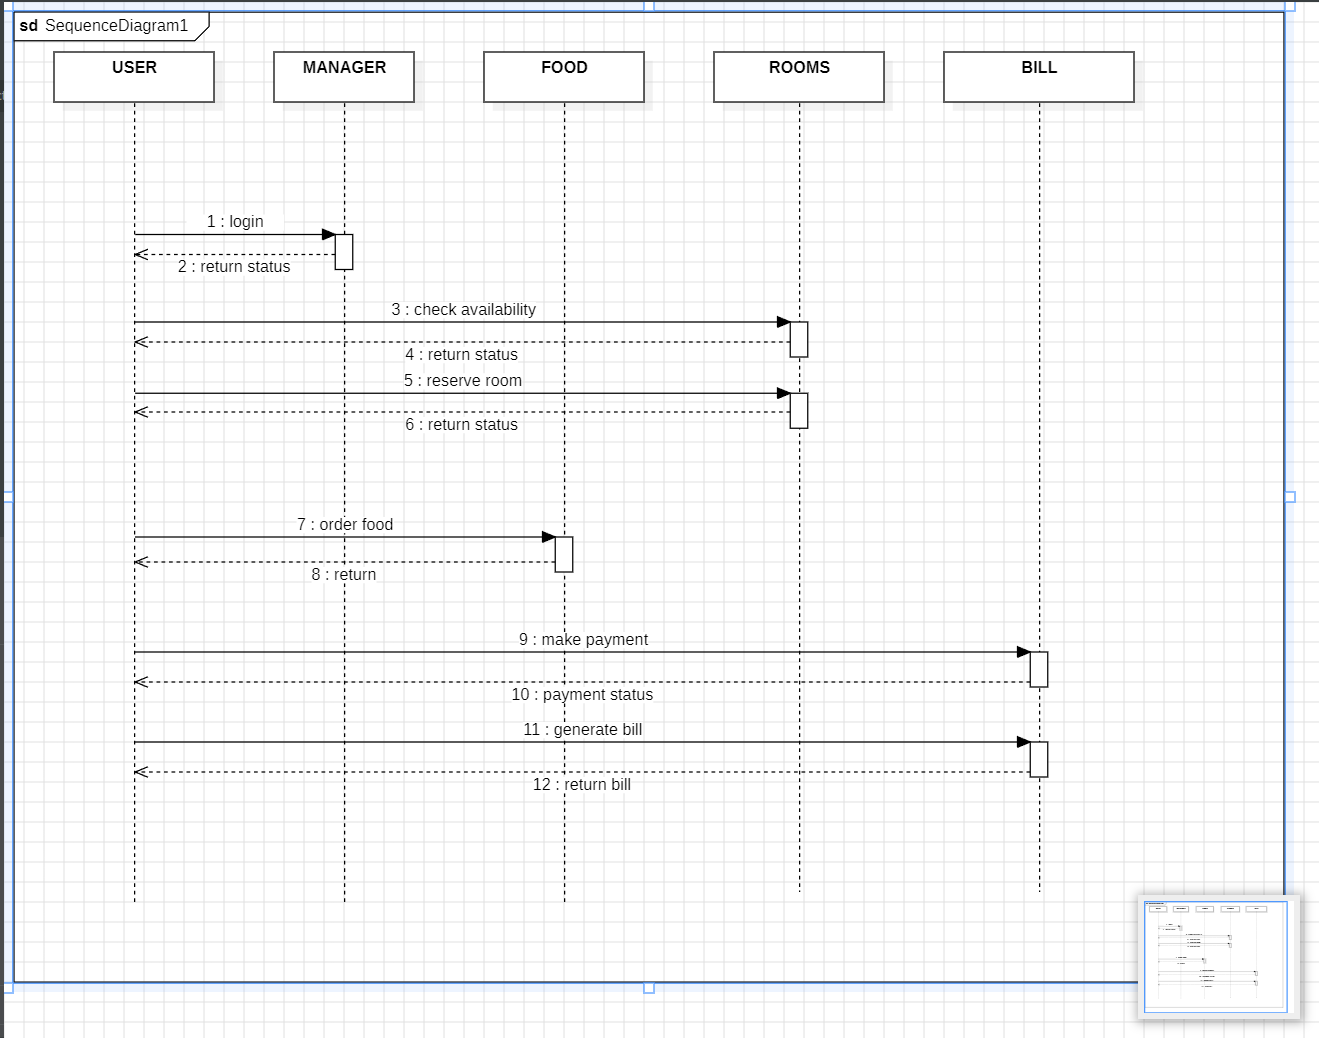 sd SequenceDiagram1
USER MANAGER FOOD ROOMS BILL
1 : login
2 : return status
3 : check availability
4 : return status
5 : reserve room
6 : return status
7 : order food
8 : return
9 : make payment
10 : payment status
11 : generate bill
12 : return bill